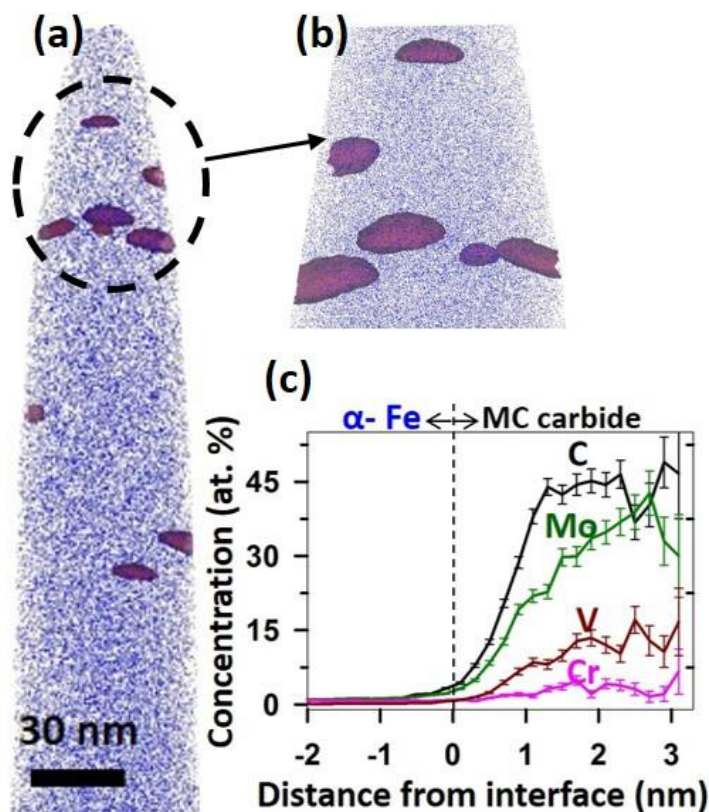 (a)
(b)
30 nm
(c)
α- Fe ↔ MC carbide
Concentration (at. %)
45
30
15
0
C
Mo
V
Cr
-2 -1 0 1 2 3
Distance from interface (nm)